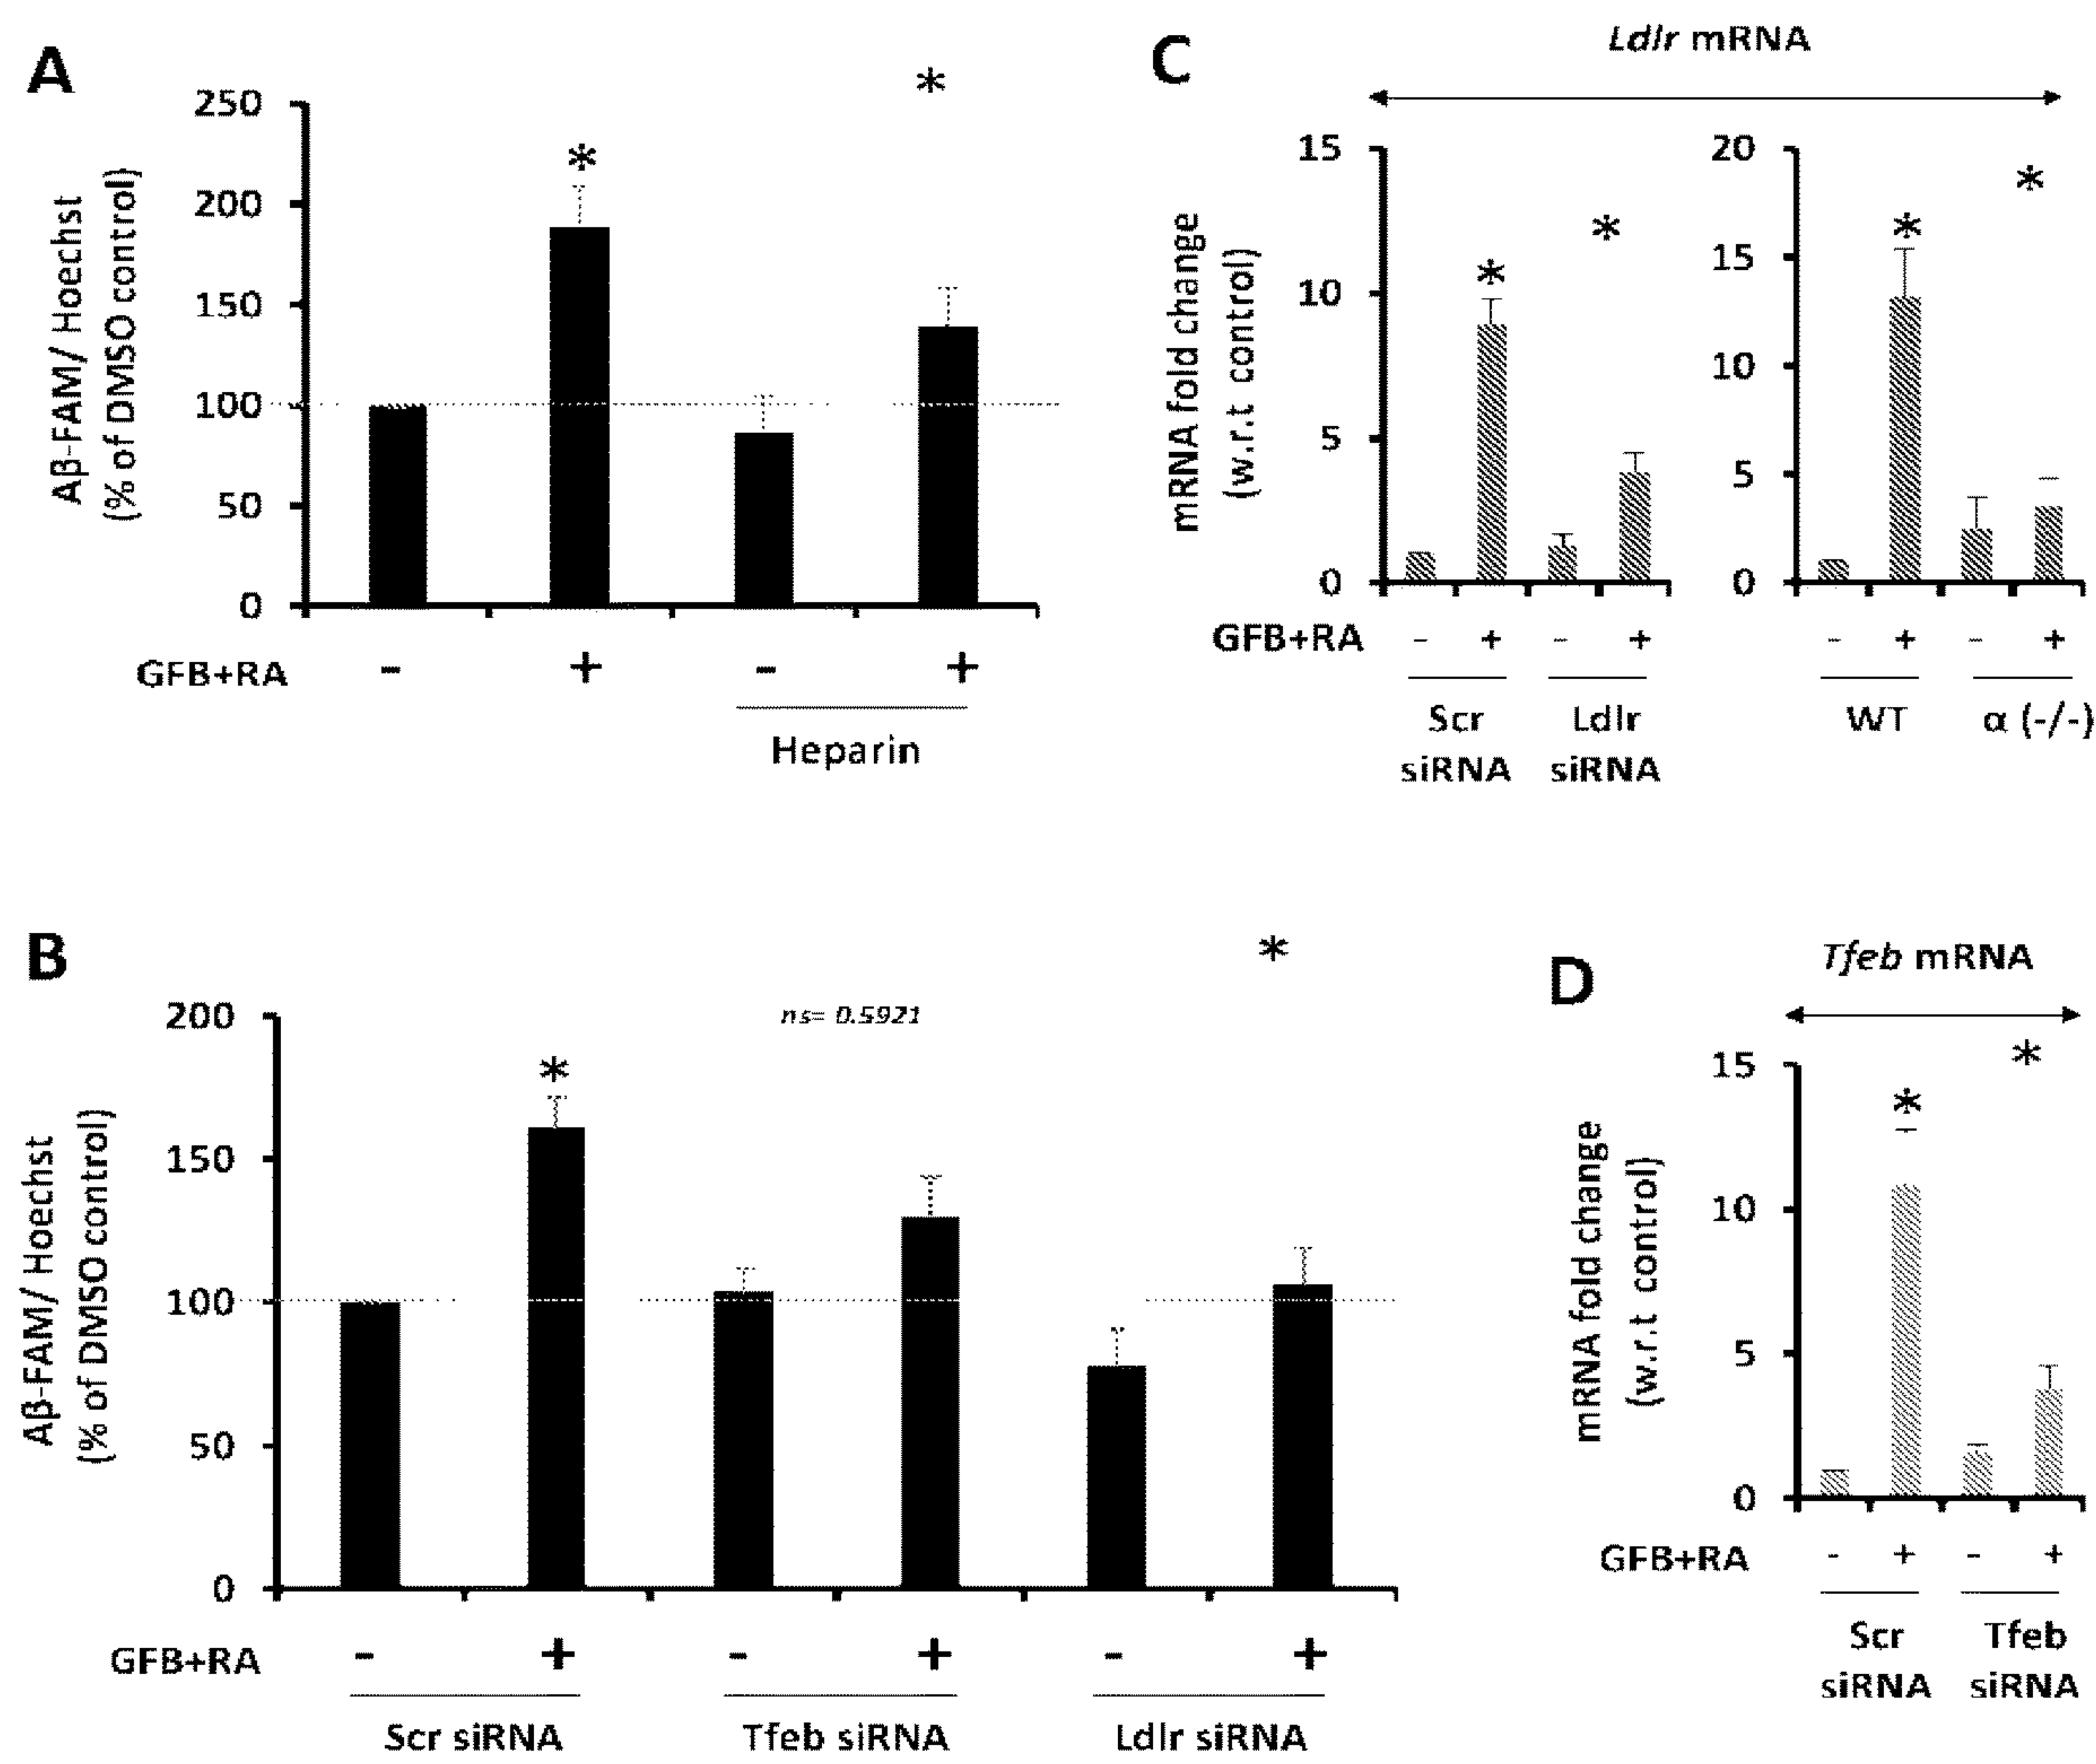 A
Aβ-FAM/ Hoechst
(% of DMSO control)
250
200
150
100
50
0
*
*
GFB+RA - + - +
Heparin
B
Aβ-FAM/ Hoechst
(% of DMSO control)
200
150
100
50
0
*
ns= 0.5921
*
GFB+RA - + - + - +
Scr siRNA Tfeb siRNA Ldlr siRNA
C
Ldlr mRNA
mRNA fold change
(w.r.t control)
15
10
5
0
*
*
20
15
10
5
0
*
*
GFB+RA - + - + - + - +
Scr Ldlr WT α (-/-)
siRNA siRNA
D
Tfeb mRNA
mRNA fold change
(w.r.t control)
15
10
5
0
*
*
GFB+RA - + - +
Scr Tfeb
siRNA siRNA